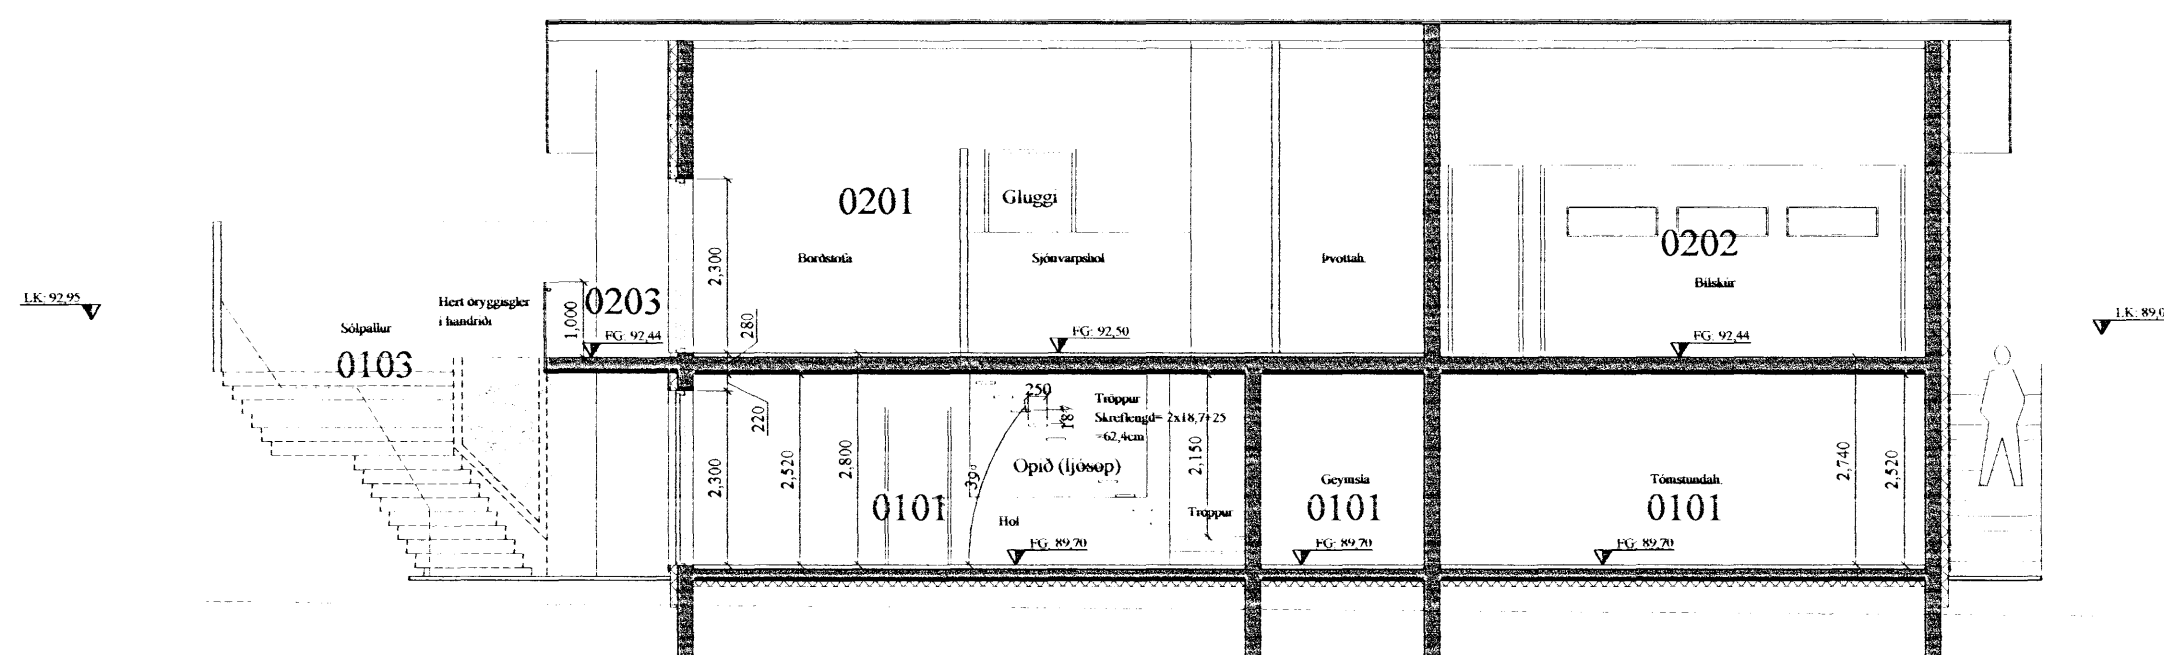 0201
Gluggi
Borðstofa
Sjónvarpshol
Þvottah.
2,300
280
FG: 92,50
0202
Bílskúr
FG: 92,44
LK: 92,95
Hert öryggisgler
í handriði
Sólpallur
0103
1,000
0203
FG: 92,44
220
2,300
2,520
2,800
0101
250
187
39°
Tröppur
Skreflengd= 2x18,7+25
=62,4cm
Opið (ljósop)
2,150
Hol
Tröppur
FG: 89,70
Geymsla
0101
FG: 89,70
Tómstundah.
0101
FG: 89,70
2,740
2,520